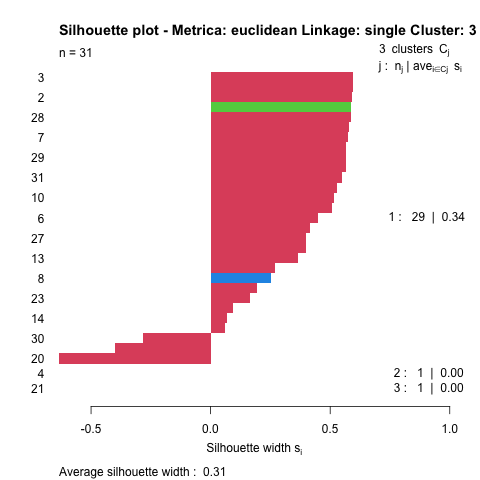 Silhouette plot - Metrica: euclidean Linkage: single Cluster: 3
n = 31
3 clusters Cj
j : nj | avei∈Cj si
3
2
28
7
29
31
10
6
1 : 29 | 0.34
27
13
8
23
14
30
20
4
2 : 1 | 0.00
21
3 : 1 | 0.00
-0.5 0.0 0.5 1.0
Silhouette width si
Average silhouette width : 0.31